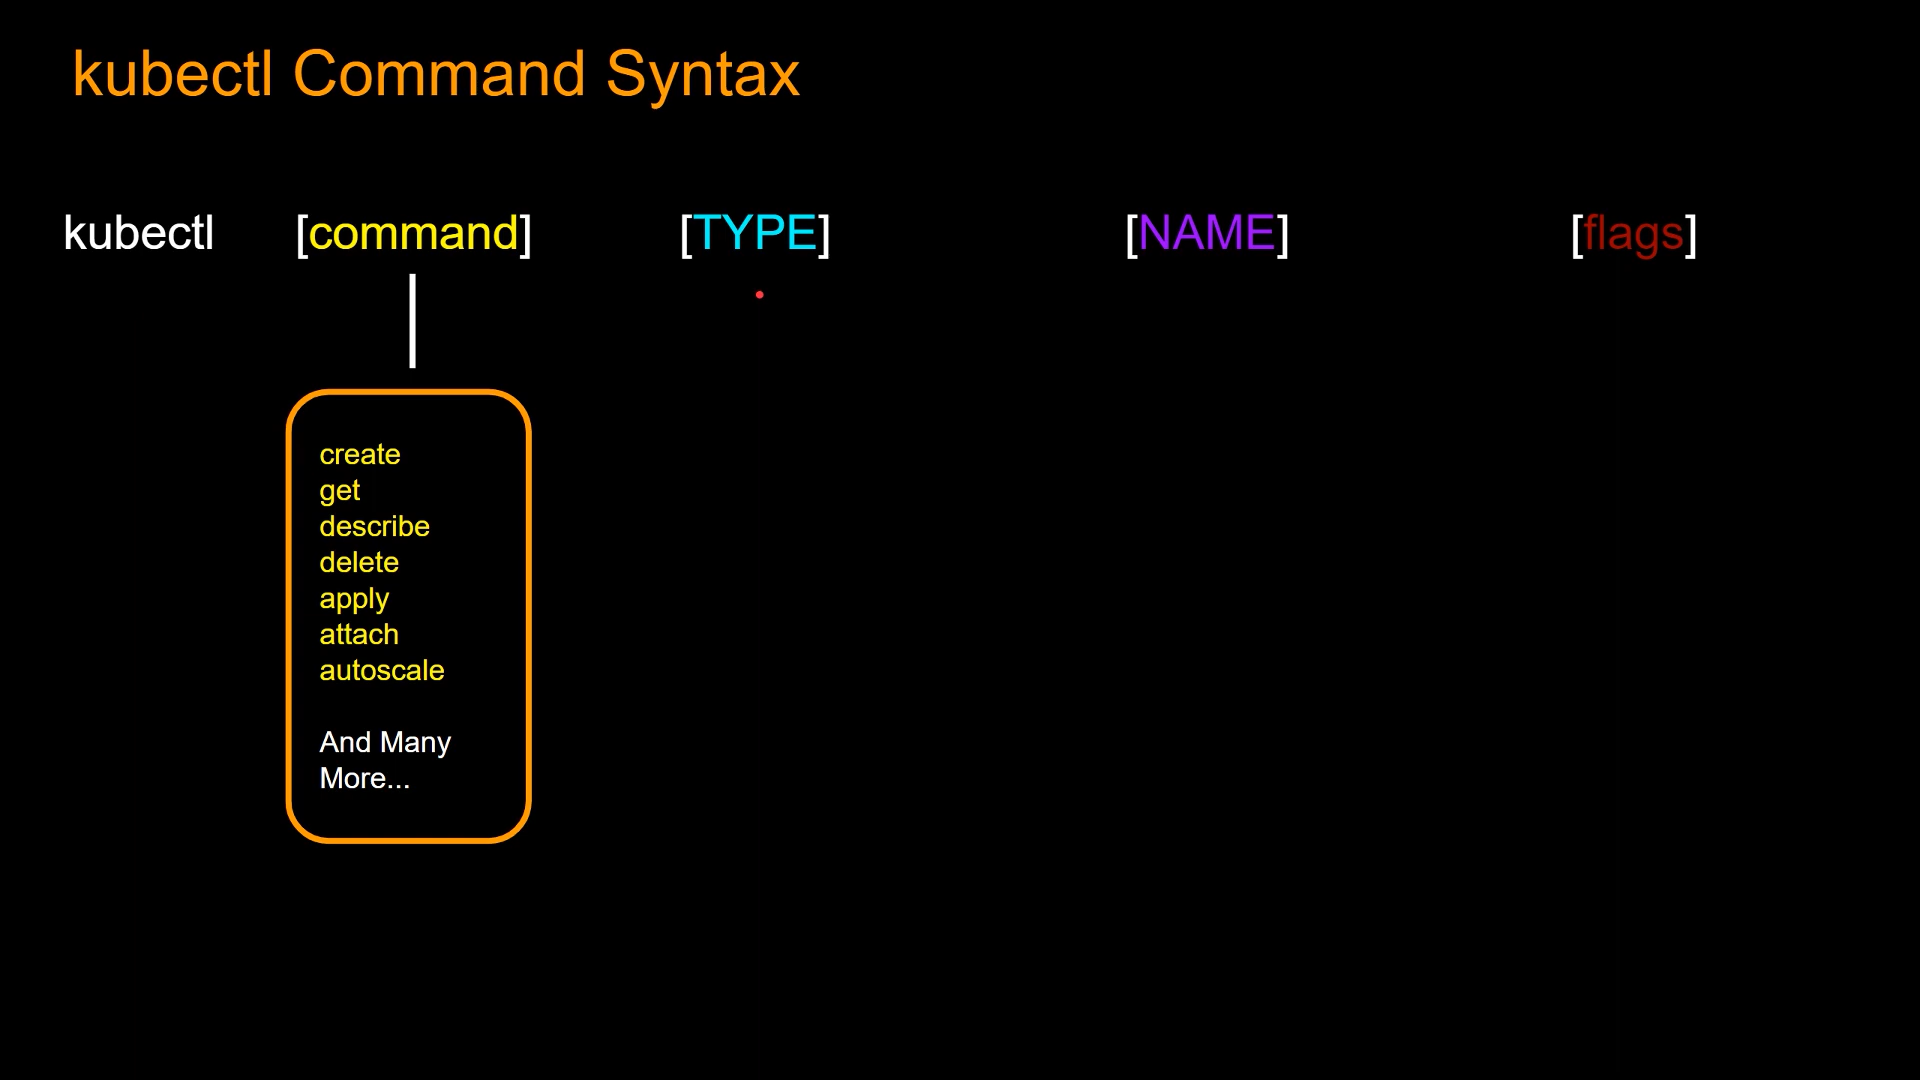 kubectl Command Syntax
kubectl [command] [TYPE] [NAME] [flags]
create
get
describe
delete
apply
attach
autoscale
And Many
More...